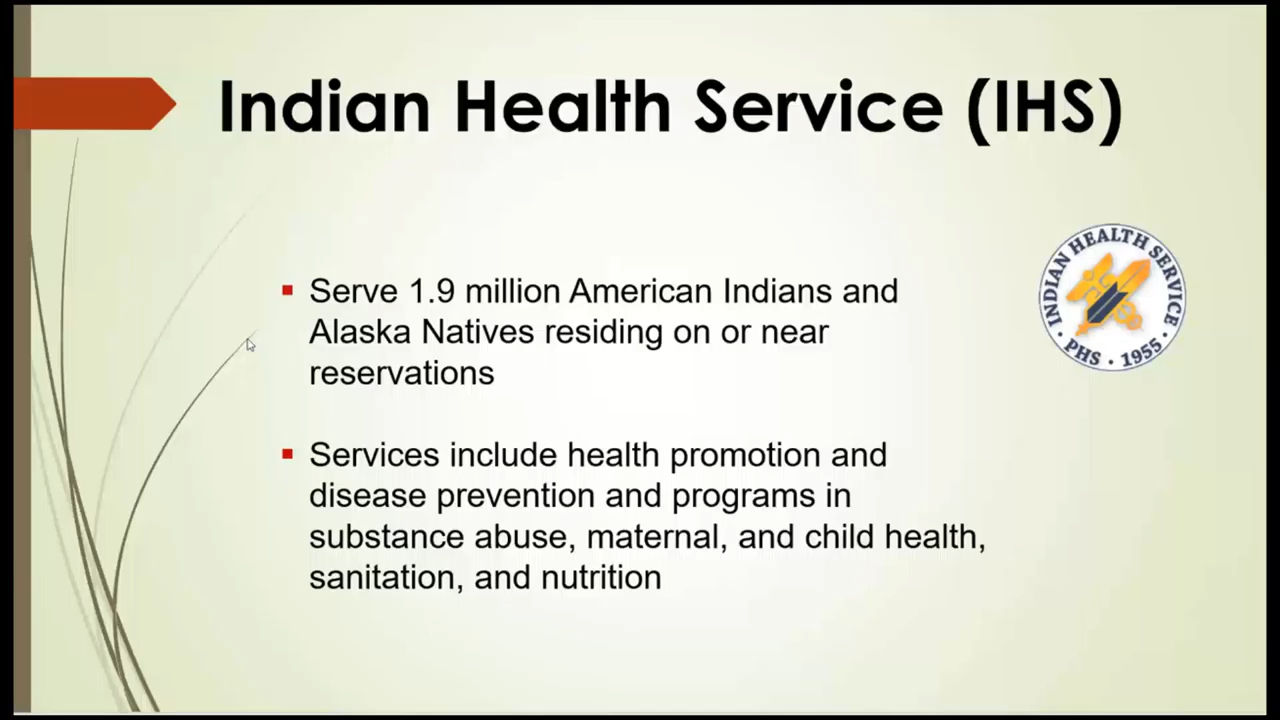 Indian Health Service (IHS)
Serve 1.9 million American Indians and
Alaska Natives residing on or near
reservations
INDIAN HEALTH SERVICE
· PHS · 1955 ·
Services include health promotion and
disease prevention and programs in
substance abuse, maternal, and child health,
sanitation, and nutrition